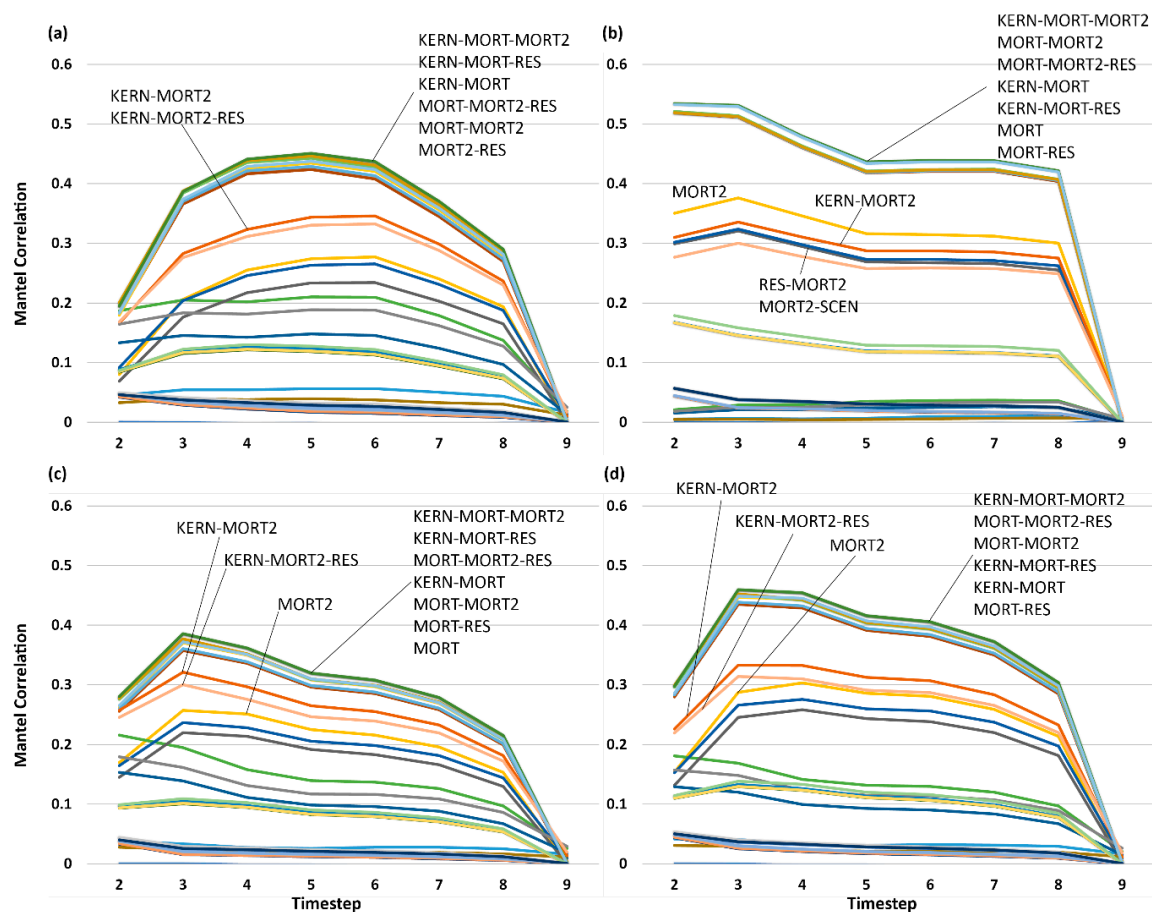 (a)
KERN-MORT-MORT2
KERN-MORT-RES
KERN-MORT
MORT-MORT2-RES
MORT-MORT2
MORT2-RES
KERN-MORT2
KERN-MORT2-RES
0.6
0.5
0.4
0.3
0.2
0.1
0
Mantel Correlation
2 3 4 5 6 7 8 9
(b)
KERN-MORT-MORT2
MORT-MORT2
MORT-MORT2-RES
KERN-MORT
KERN-MORT-RES
MORT
MORT-RES
MORT2
KERN-MORT2
RES-MORT2
MORT2-SCEN
0.6
0.5
0.4
0.3
0.2
0.1
0
2 3 4 5 6 7 8 9
(c)
KERN-MORT2
KERN-MORT2-RES
MORT2
KERN-MORT-MORT2
KERN-MORT-RES
MORT-MORT2-RES
KERN-MORT
MORT-MORT2
MORT-RES
MORT
0.6
0.5
0.4
0.3
0.2
0.1
0
Mantel Correlation
2 3 4 5 6 7 8 9
Timestep
(d)
KERN-MORT2
KERN-MORT2-RES
MORT2
KERN-MORT-MORT2
MORT-MORT2-RES
MORT-MORT2
KERN-MORT-RES
KERN-MORT
MORT-RES
0.6
0.5
0.4
0.3
0.2
0.1
0
2 3 4 5 6 7 8 9
Timestep